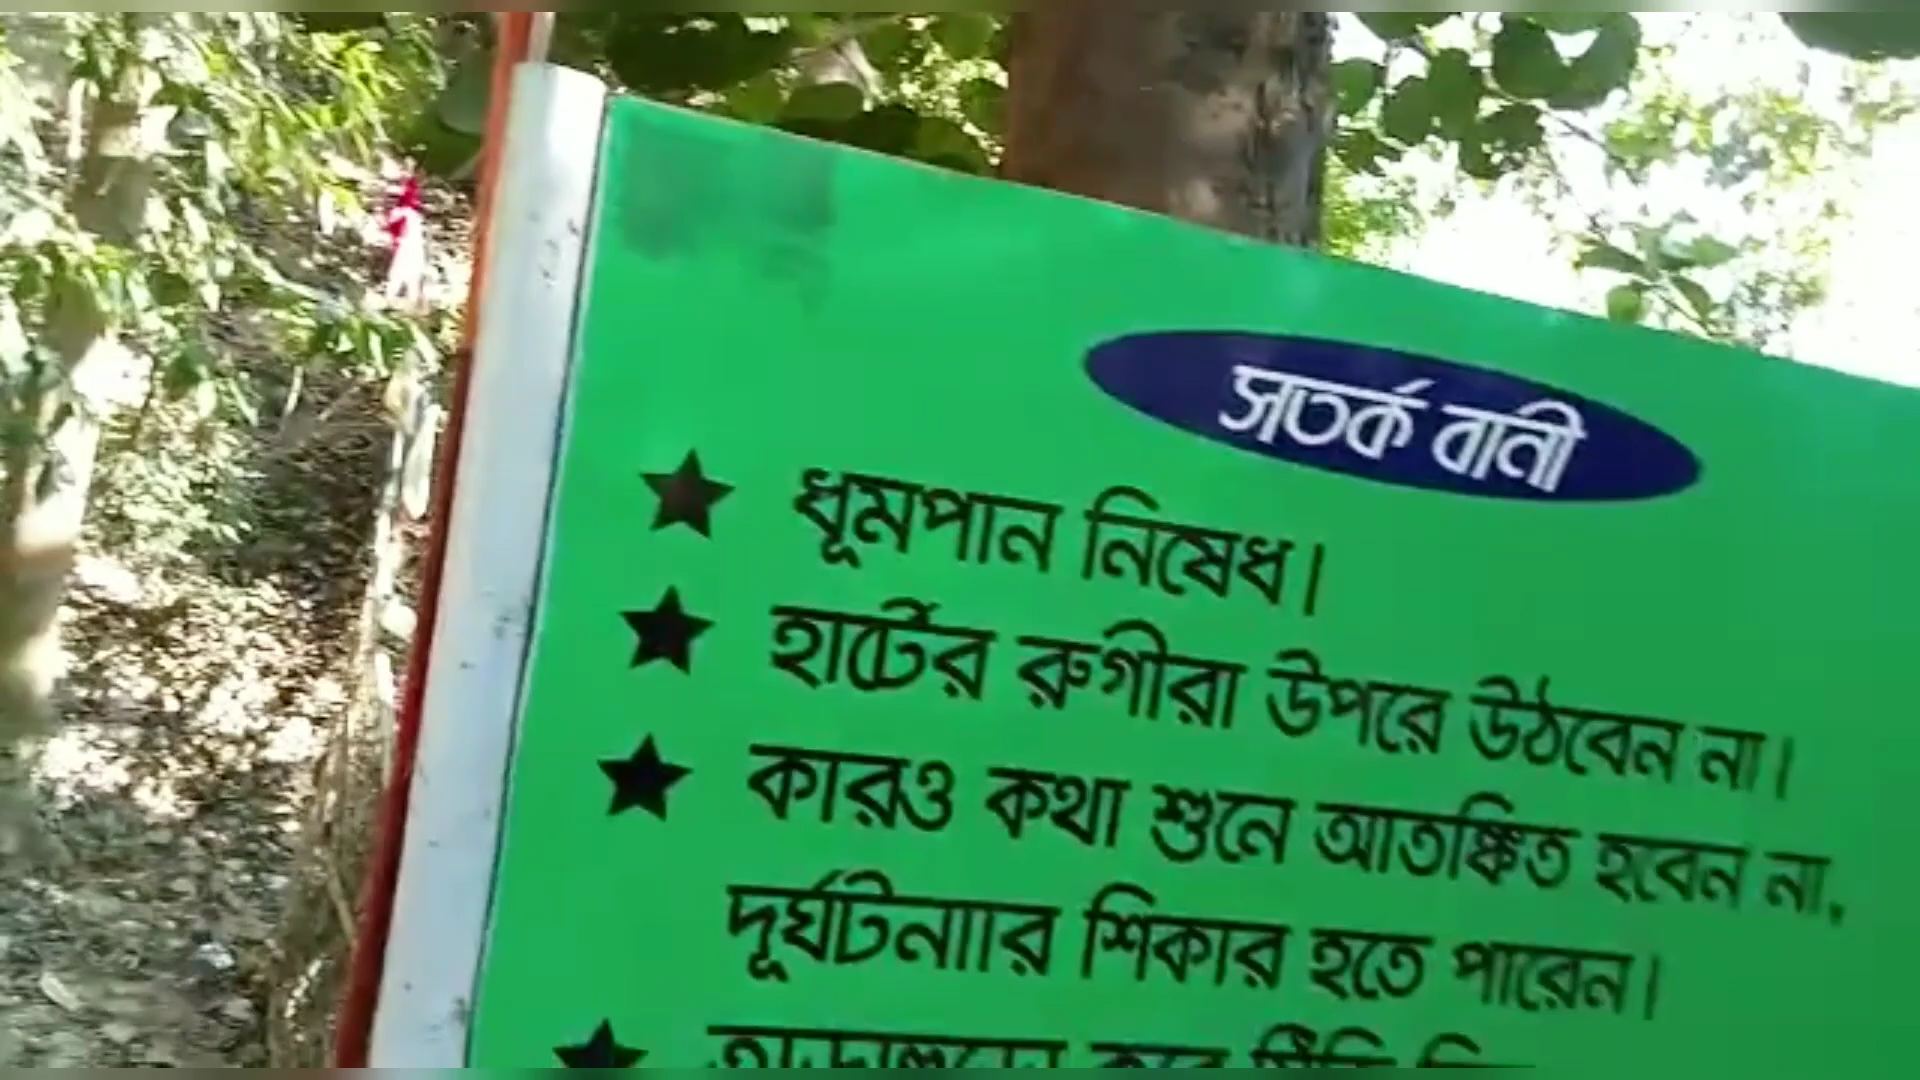 সতর্ক বানী
ধূমপান নিষেধ।
হার্টের রুগীরা উপরে উঠবেন না।
কারও কথা শুনে আতঙ্কিত হবেন না,
দূর্ঘটনাার শিকার হতে পারেন।